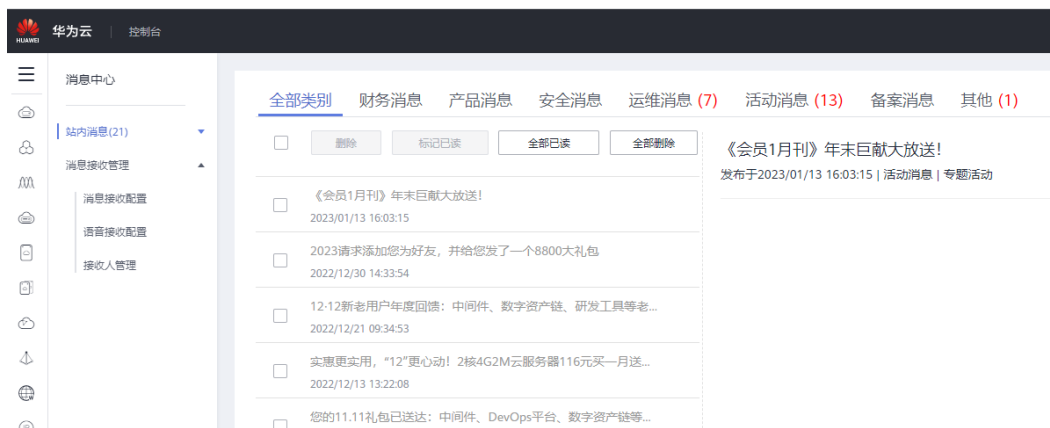 HUAWEI 华为云 控制台
消息中心
站内消息(21)
消息接收管理
消息接收配置
语音接收配置
接收人管理
全部类别 财务消息 产品消息 安全消息 运维消息 (7) 活动消息 (13) 备案消息 其他 (1)
删除 标记已读 全部已读 全部删除
《会员1月刊》年末巨献大放送！
2023/01/13 16:03:15
2023请求添加您为好友，并给您发了一个8800大礼包
2022/12/30 14:33:54
12·12新老用户年度回馈：中间件、数字资产链、研发工具等老...
2022/12/21 09:34:53
实惠更实用，“12”更心动！2核4G2M云服务器116元买一月送...
2022/12/13 13:22:08
您的11.11礼包已送达：中间件、DevOps平台、数字资产链等...
《会员1月刊》年末巨献大放送！
发布于2023/01/13 16:03:15 | 活动消息 | 专题活动